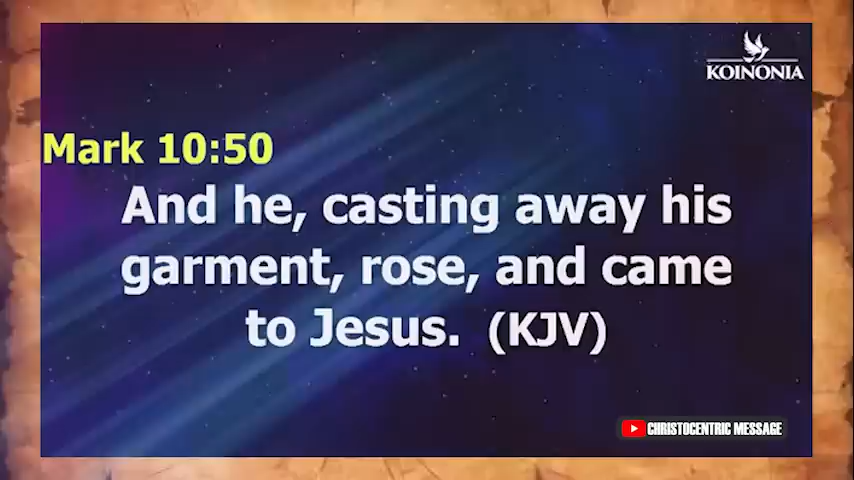 KOINONIA
Mark 10:50
And he, casting away his
garment, rose, and came
to Jesus. (KJV)
CHRISTOCENTRIC MESSAGE